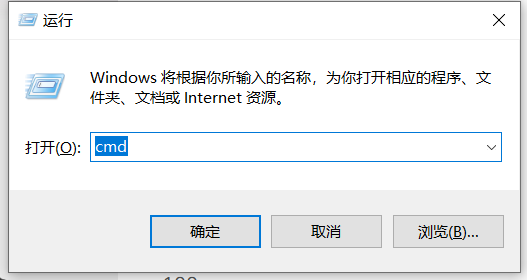 运行
Windows 将根据你所输入的名称，为你打开相应的程序、文
件夹、文档或 Internet 资源。
打开(O): cmd
确定 取消 浏览(B)...